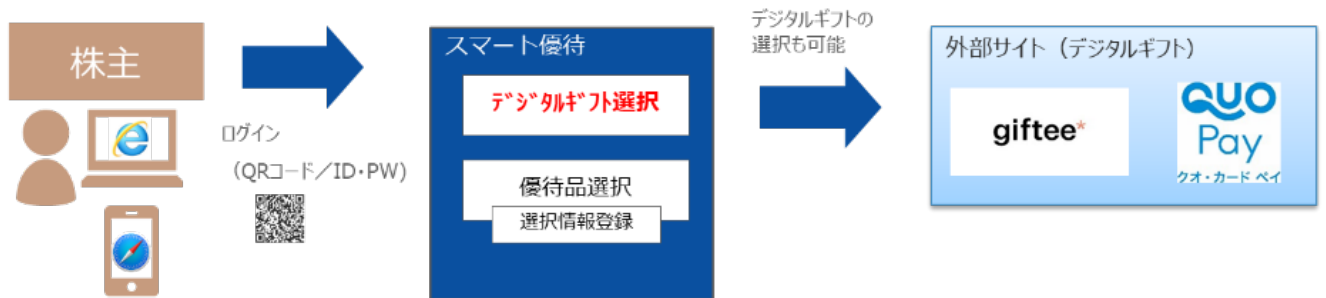 株主
ログイン
（QRコード／ID・PW）
スマート優待
ﾃﾞｼﾞﾀﾙｷﾞﾌﾄ選択
優待品選択
選択情報登録
デジタルギフトの
選択も可能
外部サイト（デジタルギフト）
giftee*
QUO
Pay
クオ・カード ペイ